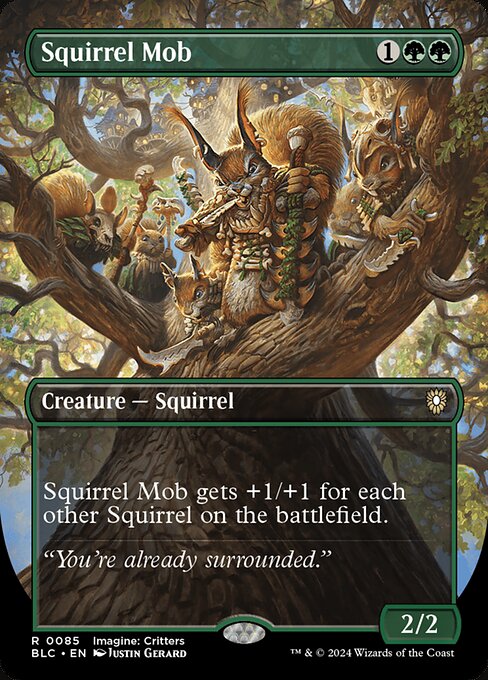 Squirrel Mob 1
Creature — Squirrel
Squirrel Mob gets +1/+1 for each
other Squirrel on the battlefield.
“You’re already surrounded.”
2/2
R 0085 Imagine: Critters
BLC • EN Justin Gerard
™ & © 2024 Wizards of the Coast